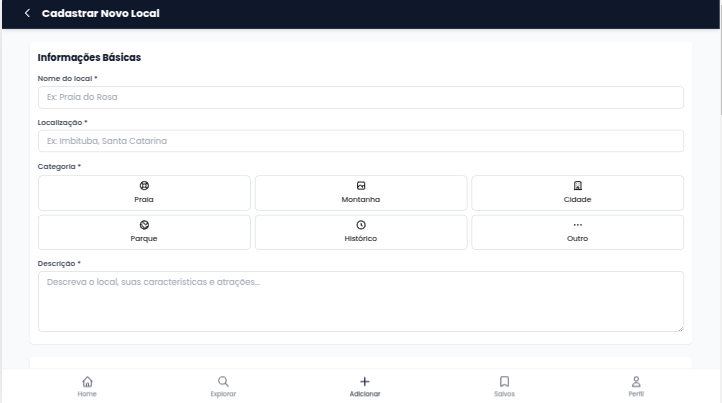 Cadastrar Novo Local
Informações Básicas
Nome do local *
Ex: Praia do Rosa
Localização *
Ex: Imbituba, Santa Catarina
Categoria *
Praia Montanha Cidade
Parque Histórico Outro
Descrição *
Descreva o local, suas características e atrações...
Home Explorar Adicionar Salvos Perfil